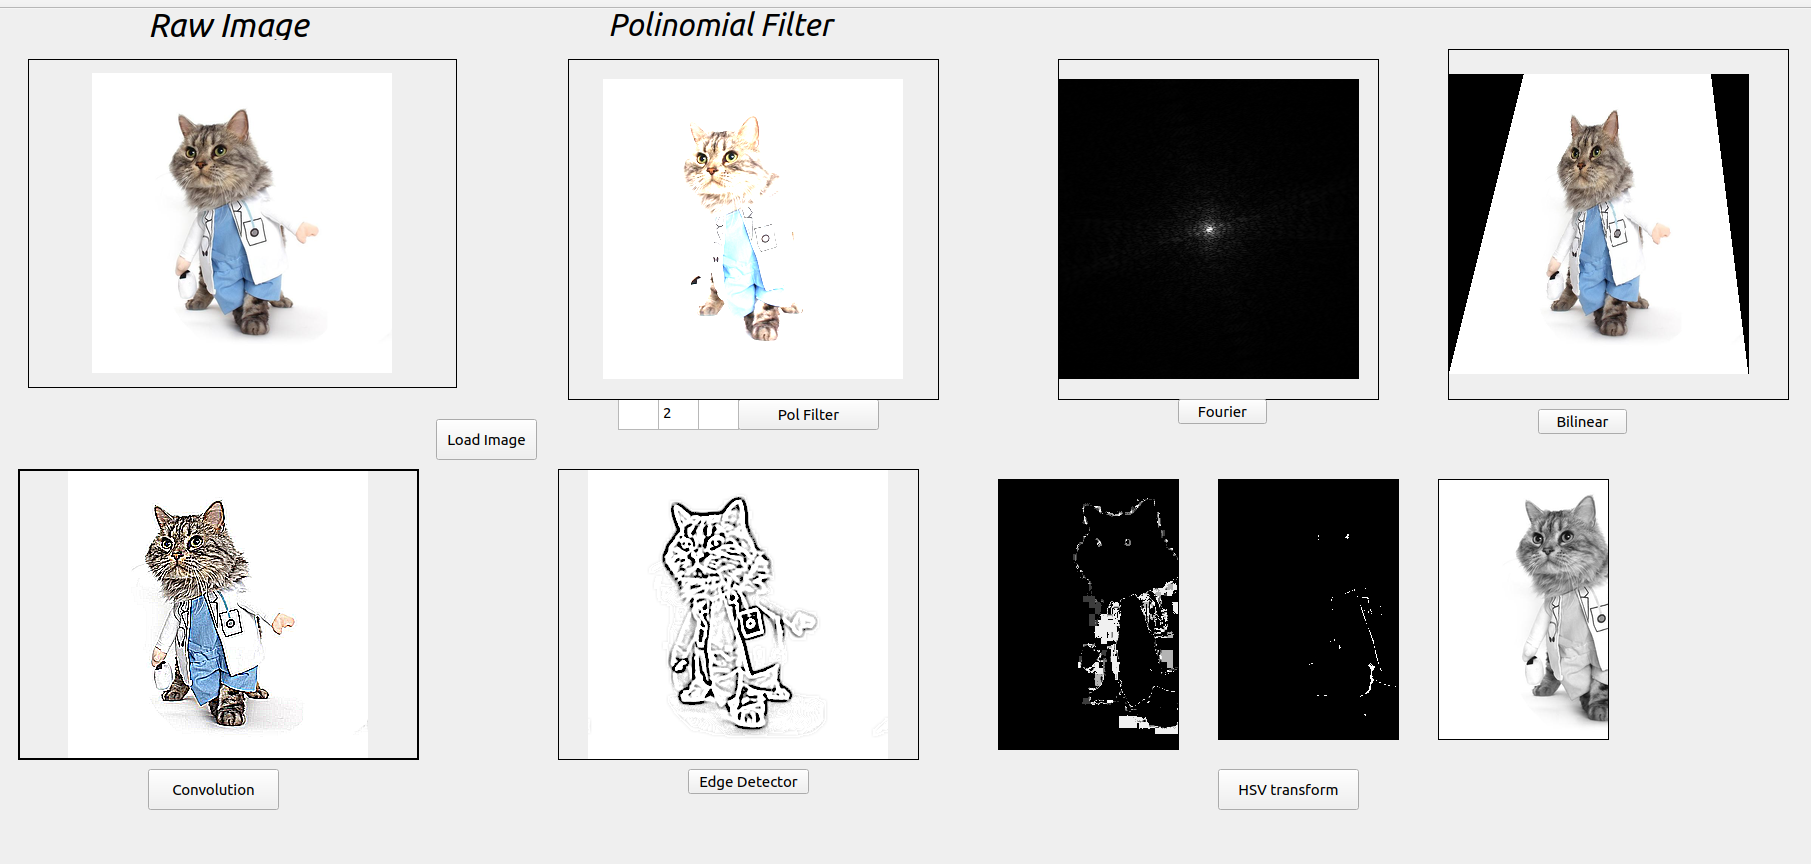 Raw Image
Polinomial Filter
2
Pol Filter
Fourier
Bilinear
Load Image
Convolution
Edge Detector
HSV transform